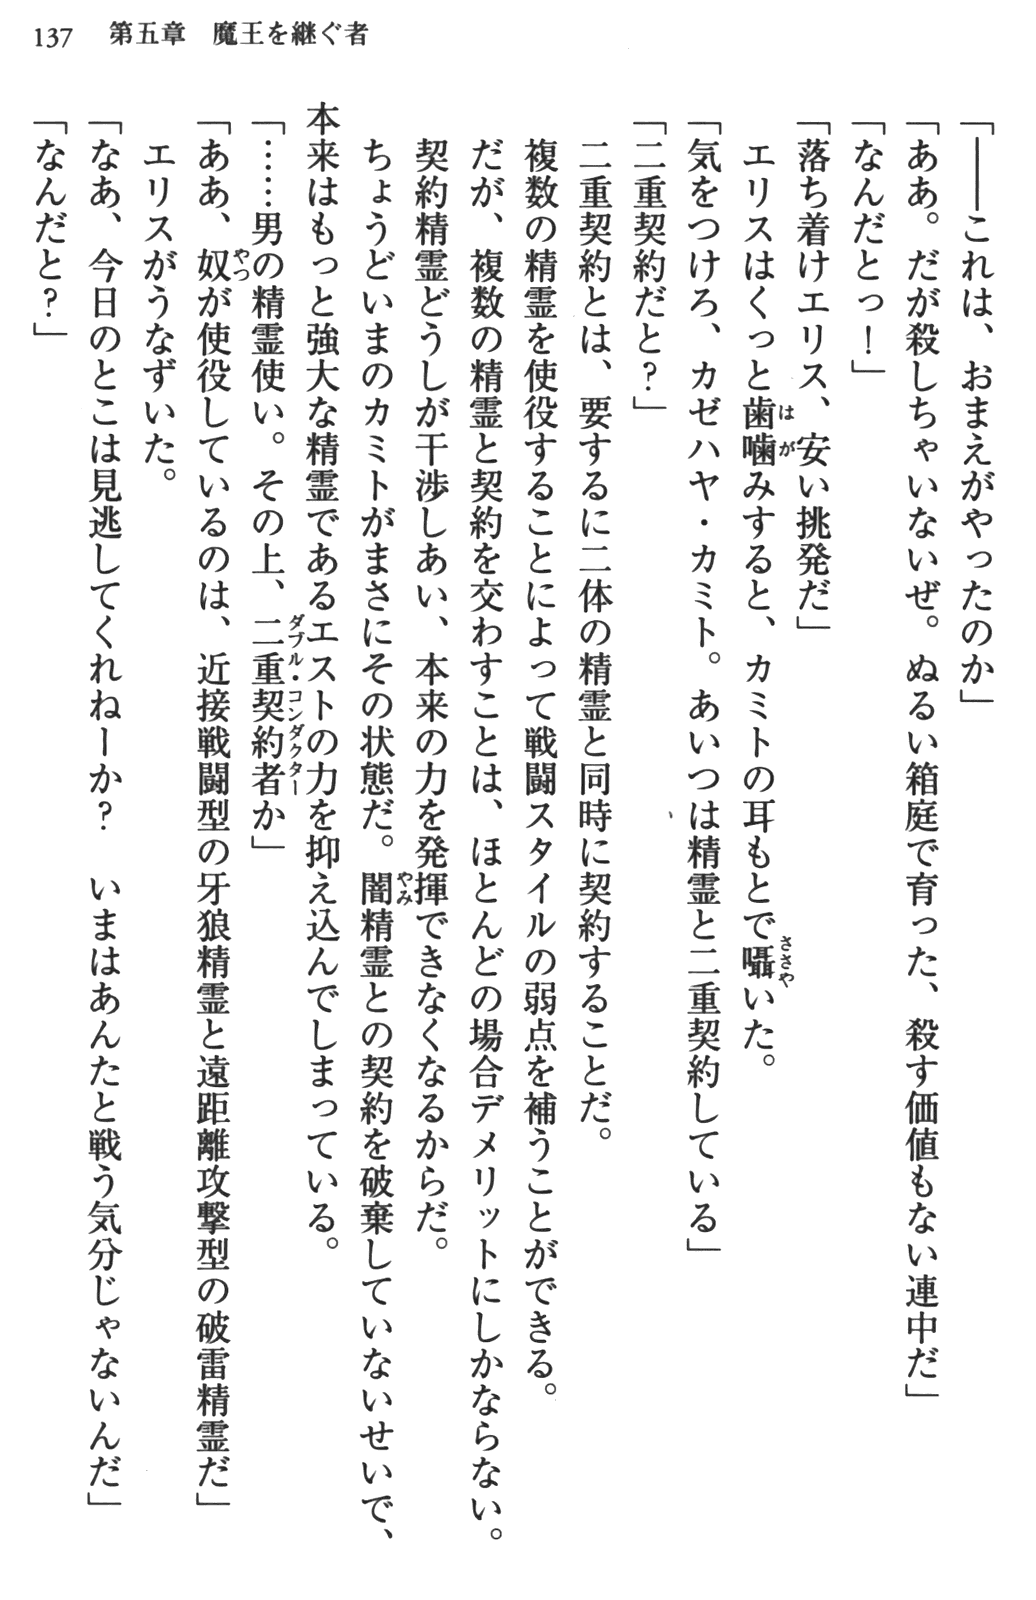 137 第五章 魔王を継ぐ者
「――これは、おまえがやったのか」
「ああ。だが殺しちゃいないぜ。ぬるい箱庭で育った、殺す価値もない連中だ」
「なんだとっ！」
「落ち着けエリス、安い挑発だ」
エリスはくっと歯噛みすると、カミトの耳もとで囁いた。
「気をつけろ、カゼハヤ・カミト。あいつは精霊と二重契約している」
「二重契約だと？」
二重契約とは、要するに二体の精霊と同時に契約することだ。
複数の精霊を使役することによって戦闘スタイルの弱点を補うことができる。
だが、複数の精霊と契約を交わすことは、ほとんどの場合デメリットにしかならない。
契約精霊どうしが干渉しあい、本来の力を発揮できなくなるからだ。
ちょうどいまのカミトがまさにその状態だ。闇精霊との契約を破棄していないせいで、
本来はもっと強大な精霊であるエストの力を抑え込んでしまっている。
「……男の精霊使い。その上、二重契約者か」
「ああ、奴が使役しているのは、近接戦闘型の牙狼精霊と遠距離攻撃型の破雷精霊だ」
エリスがうなずいた。
「なあ、今日のとこは見逃してくれねーか？　いまはあんたと戦う気分じゃないんだ」
「なんだと？」
はが
ささや
やみ
ダブル・コンダクター
やつ